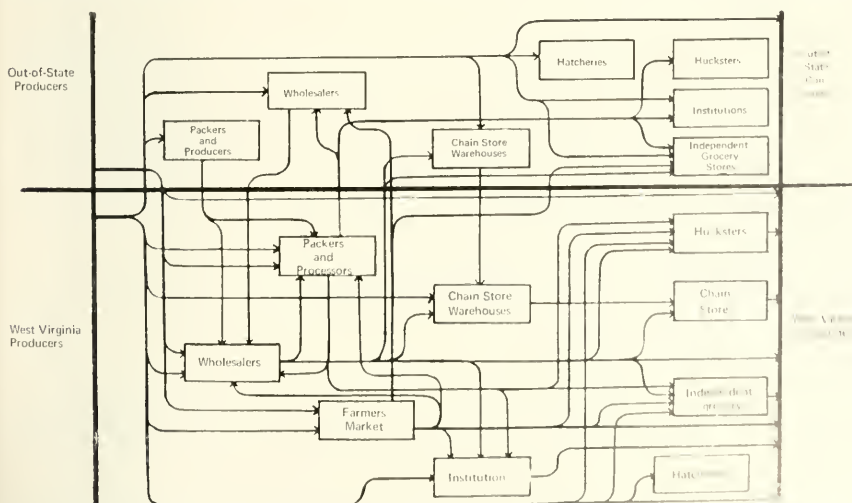 Out-of-State
Producers
Wholesalers
Packers
and
Producers
Hatcheries
Hucksters
Institutions
Chain Store
Warehouses
Independent
Grocery
Stores
State
West Virginia
Producers
Packers
and
Processors
Chain Store
Warehouses
Wholesalers
Farmers
Market
Institution
Hucksters
Chain
Store